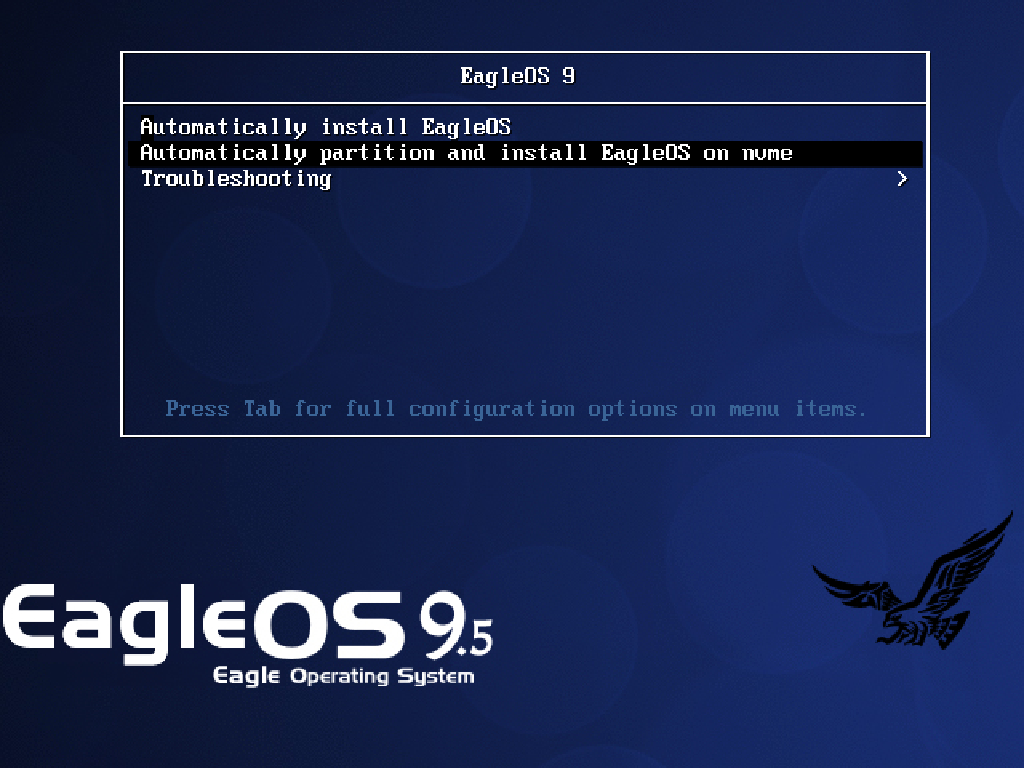 EagleOS 9
Automatically install EagleOS
Automatically partition and install EagleOS on nvme
Troubleshooting >
Press Tab for full configuration options on menu items.
EagleOS 9.5
Eagle Operating System